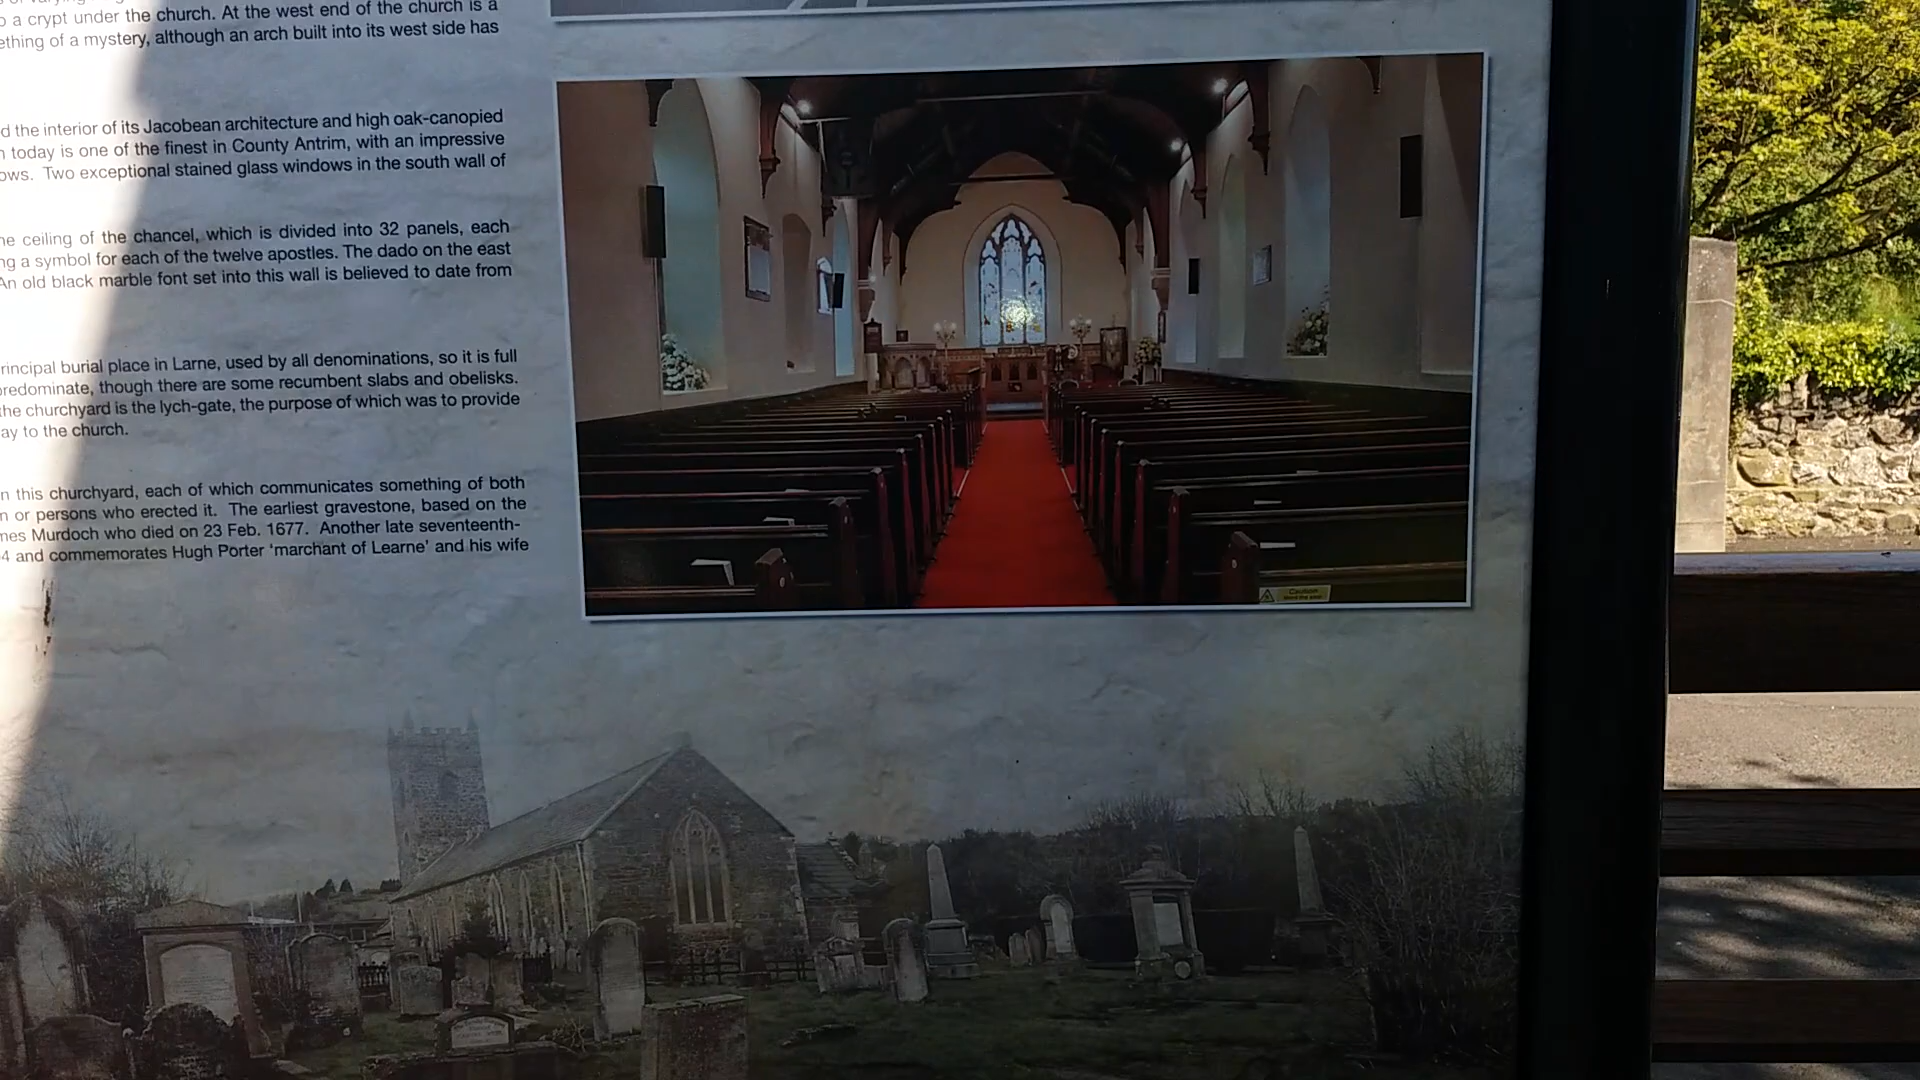 a crypt under the church. At the west end of the church is a
ething of a mystery, although an arch built into its west side has
d the interior of its Jacobean architecture and high oak-canopied
today is one of the finest in County Antrim, with an impressive
ows. Two exceptional stained glass windows in the south wall of
he ceiling of the chancel, which is divided into 32 panels, each
ng a symbol for each of the twelve apostles. The dado on the east
An old black marble font set into this wall is believed to date from
rincipal burial place in Larne, used by all denominations, so it is full
redominate, though there are some recumbent slabs and obelisks.
the churchyard is the lych-gate, the purpose of which was to provide
ay to the church.
n this churchyard, each of which communicates something of both
n or persons who erected it. The earliest gravestone, based on the
mes Murdoch who died on 23 Feb. 1677. Another late seventeenth-
4 and commemorates Hugh Porter 'marchant of Learne' and his wife
Caution